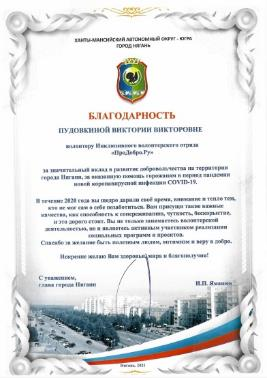 ХАНТЫ-МАНСИЙСКИЙ АВТОНОМНЫЙ ОКРУГ - ЮГРА
ГОРОД НЯГАНЬ
БЛАГОДАРНОСТЬ
ПУДОВКИНОЙ ВИКТОРИИ ВИКТОРОВНЕ
волонтеру Инклюзивного волонтерского отряда
«ПроДобро.Ру»
за значительный вклад в развитие добровольчества на территории
города Нягани, за оказанную помощь горожанам в период пандемии
новой коронавирусной инфекции COVID-19.
В течение 2020 года вы щедро дарили своё время, внимание и тепло тем,
кто не мог сам о себе позаботиться. Вам присущи такие важные
качества, как способность к сопереживанию, чуткость, бескорыстие,
и это дорого стоит. Вы не только занимаетесь волонтерской
деятельностью, но и являетесь активным участником реализации
социальных программ и проектов.
Спасибо за желание быть полезным людям, оптимизм и веру в добро.
Искренне желаю Вам здоровья, мира и благополучия!
С уважением,
глава города Нягани
И.П. Ямашев
Нягань, 2021